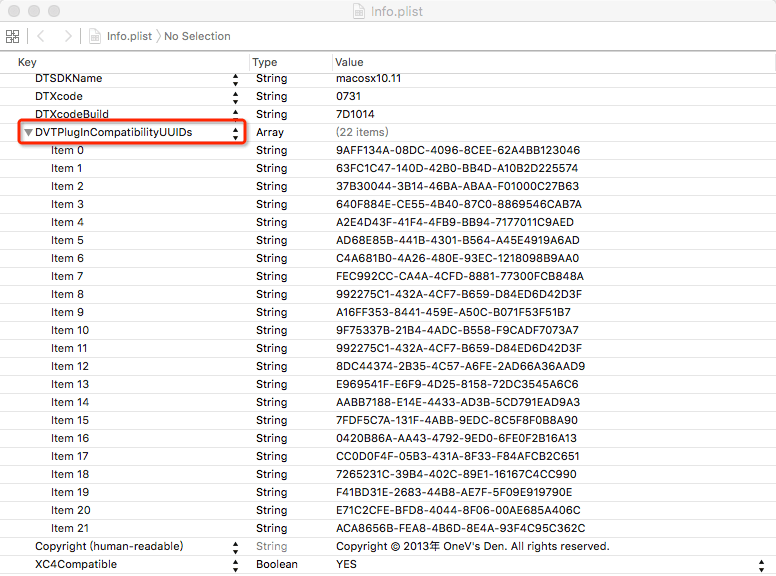 Info.plist
Info.plist No Selection
Key Type Value
DTSDKName String macosx10.11
DTXcode String 0731
DTXcodeBuild String 7D1014
DVTPlugInCompatibilityUUIDs Array (22 items)
Item 0 String 9AFF134A-08DC-4096-8CEE-62A4BB123046
Item 1 String 63FC1C47-140D-42B0-BB4D-A10B2D225574
Item 2 String 37B30044-3B14-46BA-ABAA-F01000C27B63
Item 3 String 640F884E-CE55-4B40-87C0-8869546CAB7A
Item 4 String A2E4D43F-41F4-4FB9-BB94-7177011C9AED
Item 5 String AD68E85B-441B-4301-B564-A45E4919A6AD
Item 6 String C4A681B0-4A26-480E-93EC-1218098B9AA0
Item 7 String FEC992CC-CA4A-4CFD-8881-77300FCB848A
Item 8 String 992275C1-432A-4CF7-B659-D84ED6D42D3F
Item 9 String A16FF353-8441-459E-A50C-B071F53F51B7
Item 10 String 9F75337B-21B4-4ADC-B558-F9CADF7073A7
Item 11 String 992275C1-432A-4CF7-B659-D84ED6D42D3F
Item 12 String 8DC44374-2B35-4C57-A6FE-2AD66A36AAD9
Item 13 String E969541F-E6F9-4D25-8158-72DC3545A6C6
Item 14 String AABB7188-E14E-4433-AD3B-5CD791EAD9A3
Item 15 String 7FDF5C7A-131F-4ABB-9EDC-8C5F8F0B8A90
Item 16 String 0420B86A-AA43-4792-9ED0-6FE0F2B16A13
Item 17 String CC0D0F4F-05B3-431A-8F33-F84AFCB2C651
Item 18 String 7265231C-39B4-402C-89E1-16167C4CC990
Item 19 String F41BD31E-2683-44B8-AE7F-5F09E919790E
Item 20 String E71C2CFE-BFD8-4044-8F06-00AE685A406C
Item 21 String ACA8656B-FEA8-4B6D-8E4A-93F4C95C362C
Copyright (human-readable) String Copyright © 2013年 OneV's Den. All rights reserved.
XC4Compatible Boolean YES